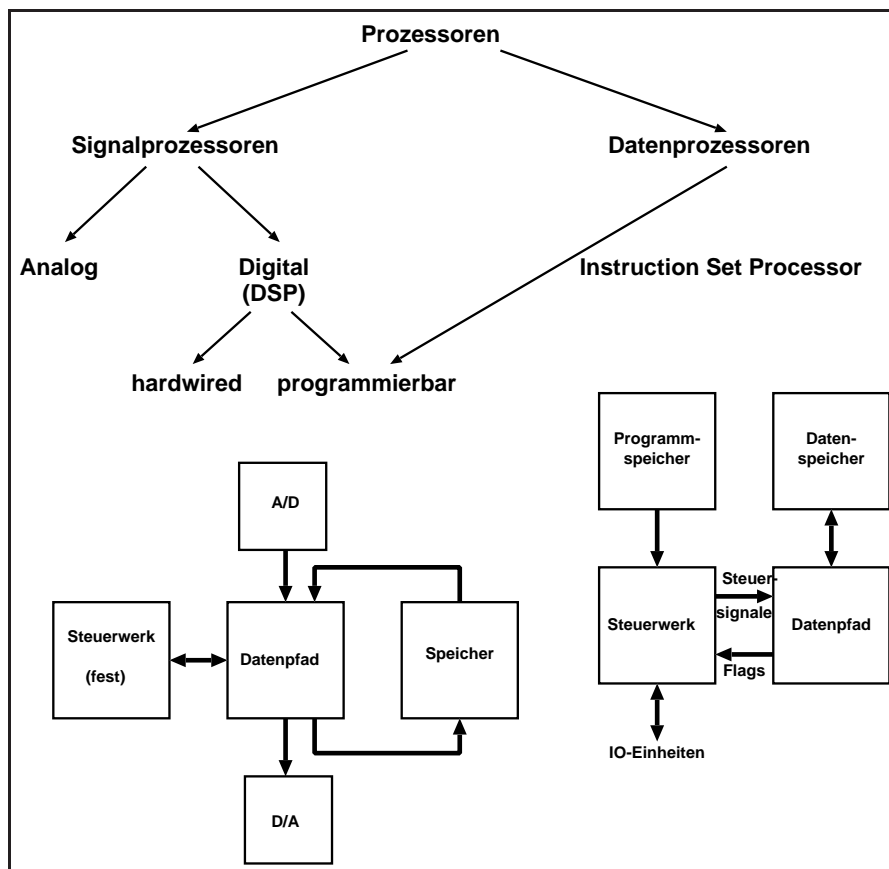 Prozessoren
Signalprozessoren
Datenprozessoren
Analog
Digital
(DSP)
Instruction Set Processor
hardwired
programmierbar
Programm-
speicher
Daten-
speicher
A/D
Steuerwerk
(fest)
Datenpfad
Speicher
Steuerwerk
Steuer-
signale
Flags
Datenpfad
IO-Einheiten
D/A